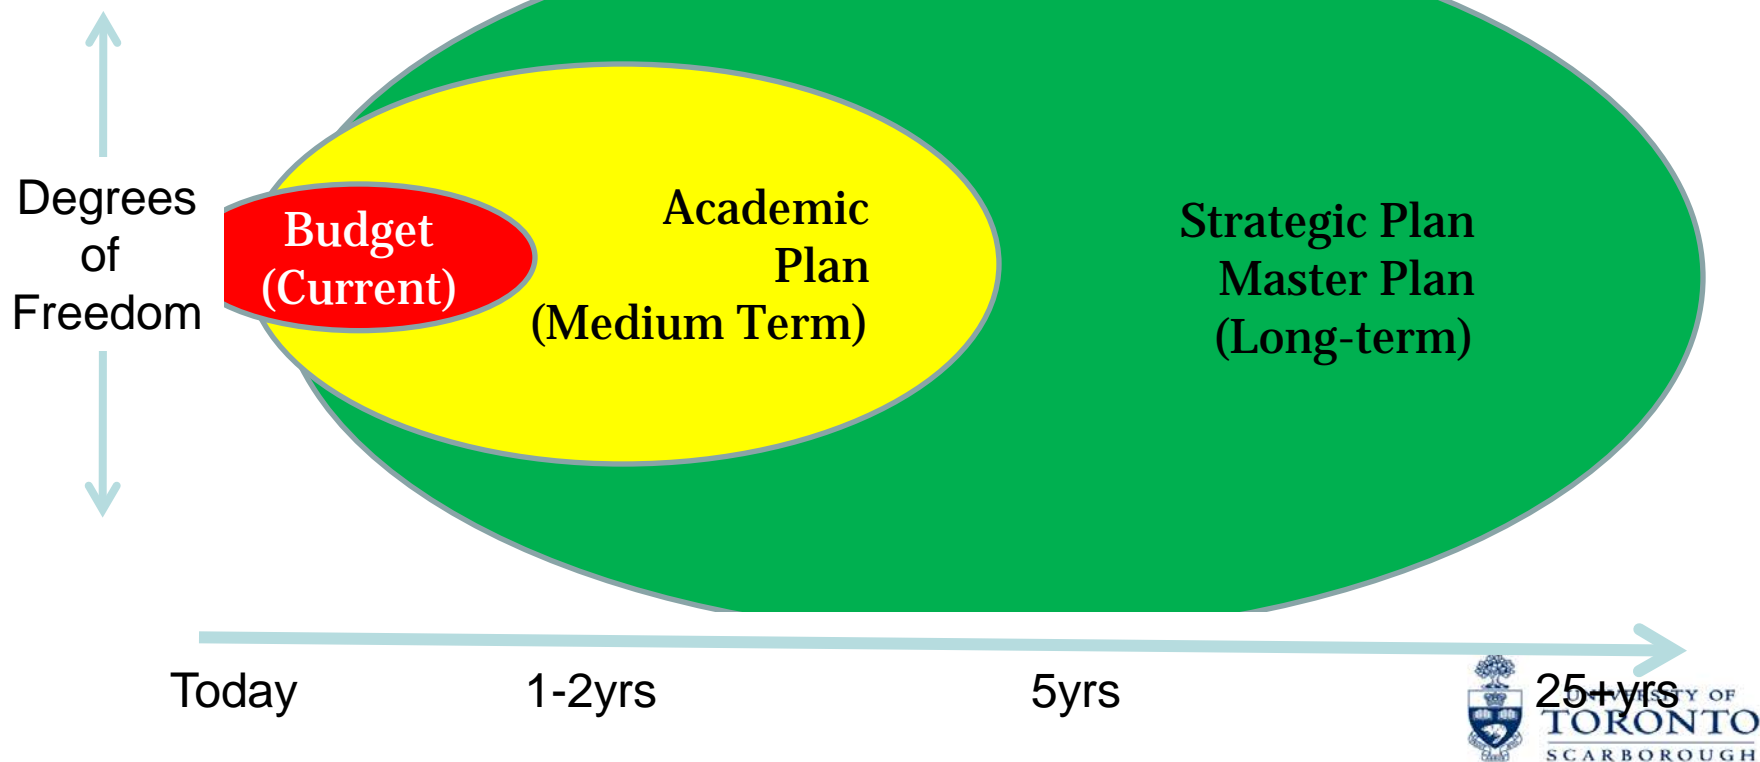 Degrees
of
Freedom
Budget
(Current)
Academic
Plan
(Medium Term)
Strategic Plan
Master Plan
(Long-term)
Today
1-2yrs
5yrs
25+yrs
UNIVERSITY OF
TORONTO
SCARBOROUGH